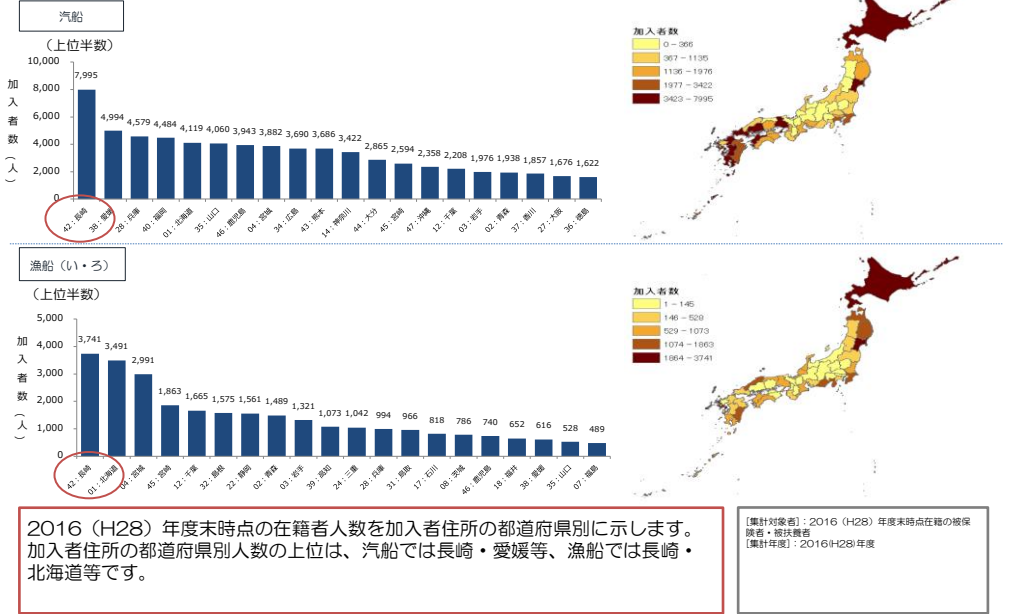 汽船
（上位半数）
加入者数（人）
10,000
8,000
6,000
4,000
2,000
0
7,995 4,994 4,579 4,484 4,119 4,060 3,943 3,882 3,690 3,686 3,422 2,865 2,594 2,358 2,208 1,976 1,938 1,857 1,676 1,622
42：長崎 38：愛媛 28：兵庫 40：福岡 01：北海道 35：山口 46：鹿児島 04：宮城 34：広島 43：熊本 14：神奈川 44：大分 45：宮崎 47：沖縄 12：千葉 03：岩手 02：青森 37：香川 27：大阪 36：徳島
加入者数
0 − 366
367 − 1135
1136 − 1976
1977 − 3422
3423 − 7995
漁船（い・ろ）
（上位半数）
加入者数（人）
5,000
4,000
3,000
2,000
1,000
0
3,741 3,491 2,991 1,863 1,665 1,575 1,561 1,489 1,321 1,073 1,042 994 966 818 786 740 652 616 528 489
42：長崎 01：北海道 04：宮城 45：宮崎 12：千葉 32：島根 22：静岡 02：青森 03：岩手 39：高知 24：三重 28：兵庫 31：鳥取 17：石川 08：茨城 46：鹿児島 18：福井 38：愛媛 35：山口 07：福島
加入者数
1 − 145
146 − 528
529 − 1073
1074 − 1863
1864 − 3741
2016（H28）年度末時点の在籍者人数を加入者住所の都道府県別に示します。
加入者住所の都道府県別人数の上位は、汽船では長崎・愛媛等、漁船では長崎・
北海道等です。
[集計対象者]：2016（H28）年度末時点在籍の被保
険者・被扶養者
[集計年度]：2016(H28)年度